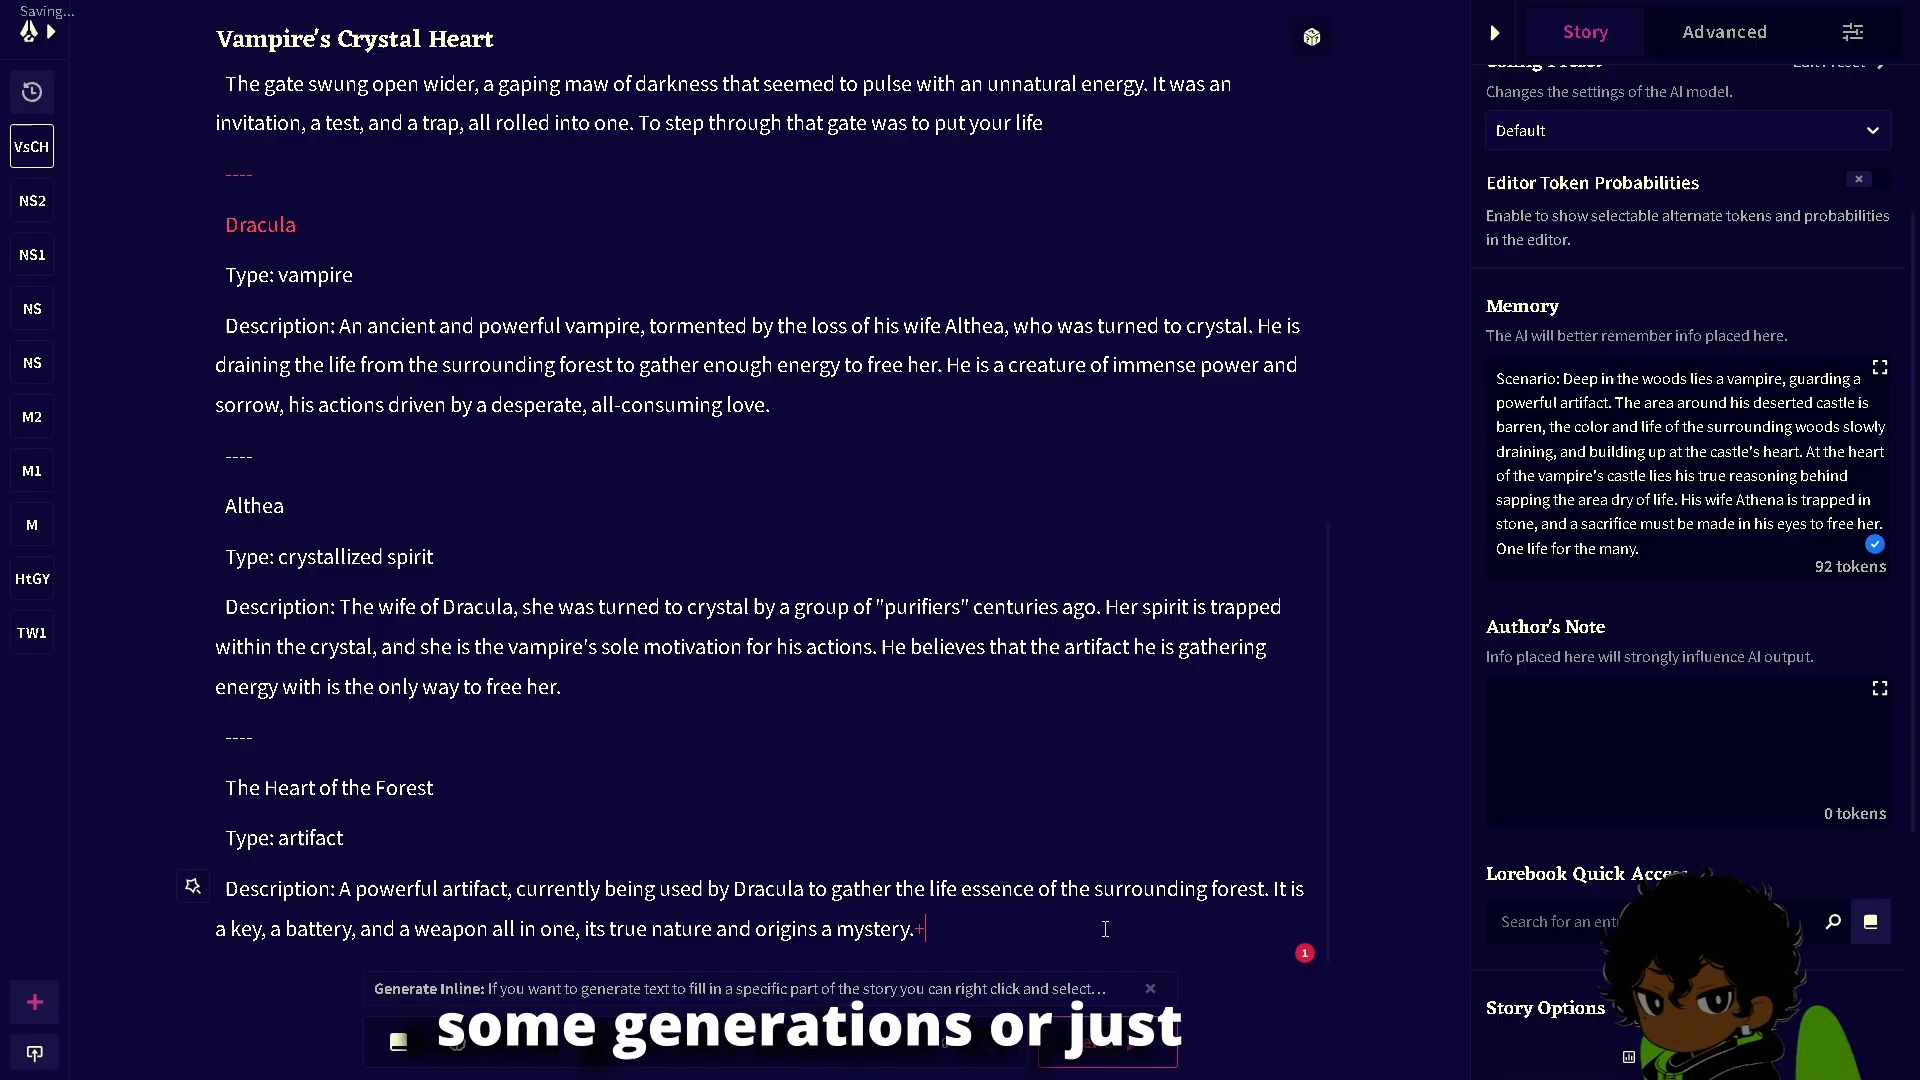 Saving...
Vampire's Crystal Heart
The gate swung open wider, a gaping maw of darkness that seemed to pulse with an unnatural energy. It was an
invitation, a test, and a trap, all rolled into one. To step through that gate was to put your life
----
Dracula
Type: vampire
Description: An ancient and powerful vampire, tormented by the loss of his wife Althea, who was turned to crystal. He is
draining the life from the surrounding forest to gather enough energy to free her. He is a creature of immense power and
sorrow, his actions driven by a desperate, all-consuming love.
----
Althea
Type: crystallized spirit
Description: The wife of Dracula, she was turned to crystal by a group of "purifiers" centuries ago. Her spirit is trapped
within the crystal, and she is the vampire's sole motivation for his actions. He believes that the artifact he is gathering
energy with is the only way to free her.
----
The Heart of the Forest
Type: artifact
Description: A powerful artifact, currently being used by Dracula to gather the life essence of the surrounding forest. It is
a key, a battery, and a weapon all in one, its true nature and origins a mystery.+
1
Generate Inline: If you want to generate text to fill in a specific part of the story you can right click and select...
some generations or just
VsCH
NS2
NS1
NS
NS
M2
M1
M
HtGY
TW1
Story
Advanced
Changes the settings of the AI model.
Default
Editor Token Probabilities
Enable to show selectable alternate tokens and probabilities
in the editor.
Memory
The AI will better remember info placed here.
Scenario: Deep in the woods lies a vampire, guarding a
powerful artifact. The area around his deserted castle is
barren, the color and life of the surrounding woods slowly
draining, and building up at the castle's heart. At the heart
of the vampire's castle lies his true reasoning behind
sapping the area dry of life. His wife Athena is trapped in
stone, and a sacrifice must be made in his eyes to free her.
One life for the many.
92 tokens
Author's Note
Info placed here will strongly influence AI output.
0 tokens
Lorebook Quick Access
Search for an ent
Story Options